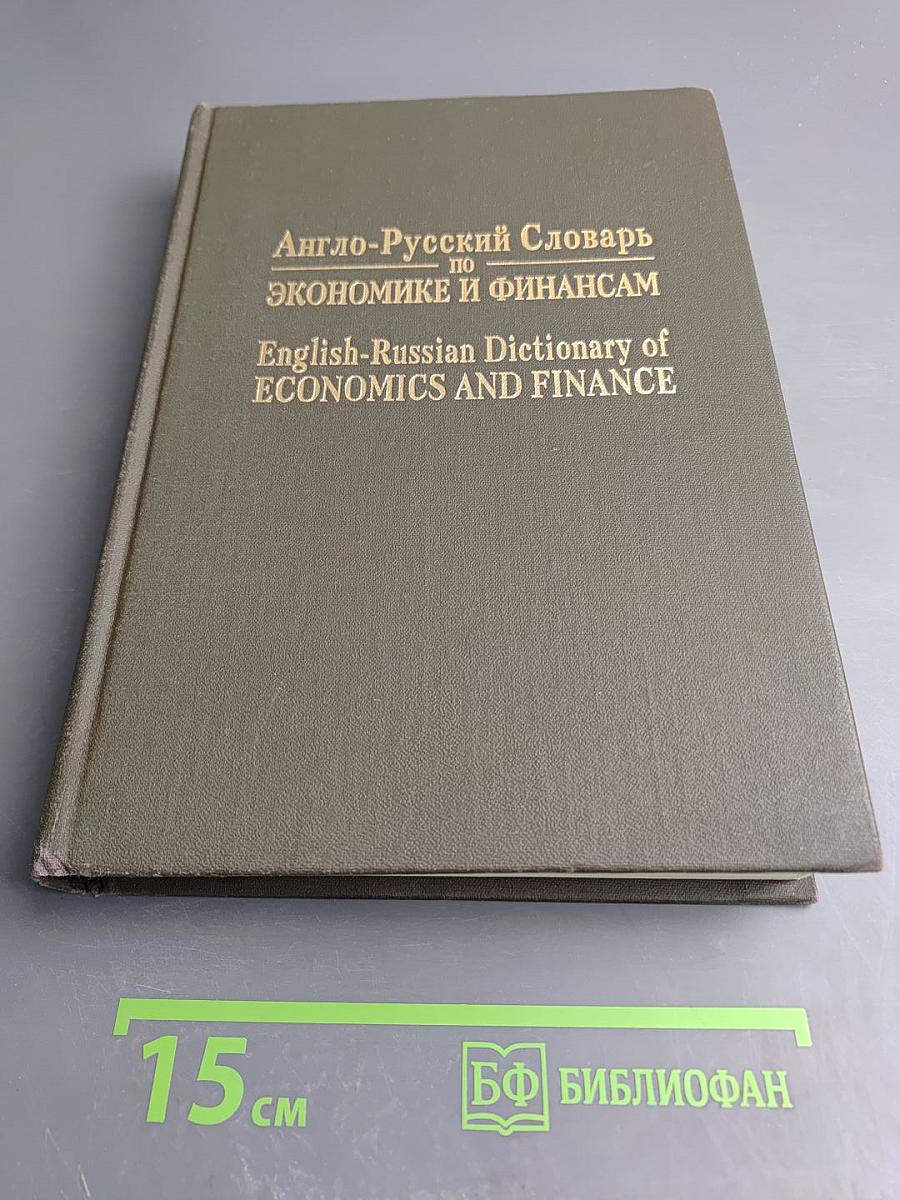 Англо-Русский Словарь
по
ЭКОНОМИКЕ И ФИНАНСАМ
English-Russian Dictionary of
ECONOMICS AND FINANCE
15 см
БФ БИБЛИОФАН